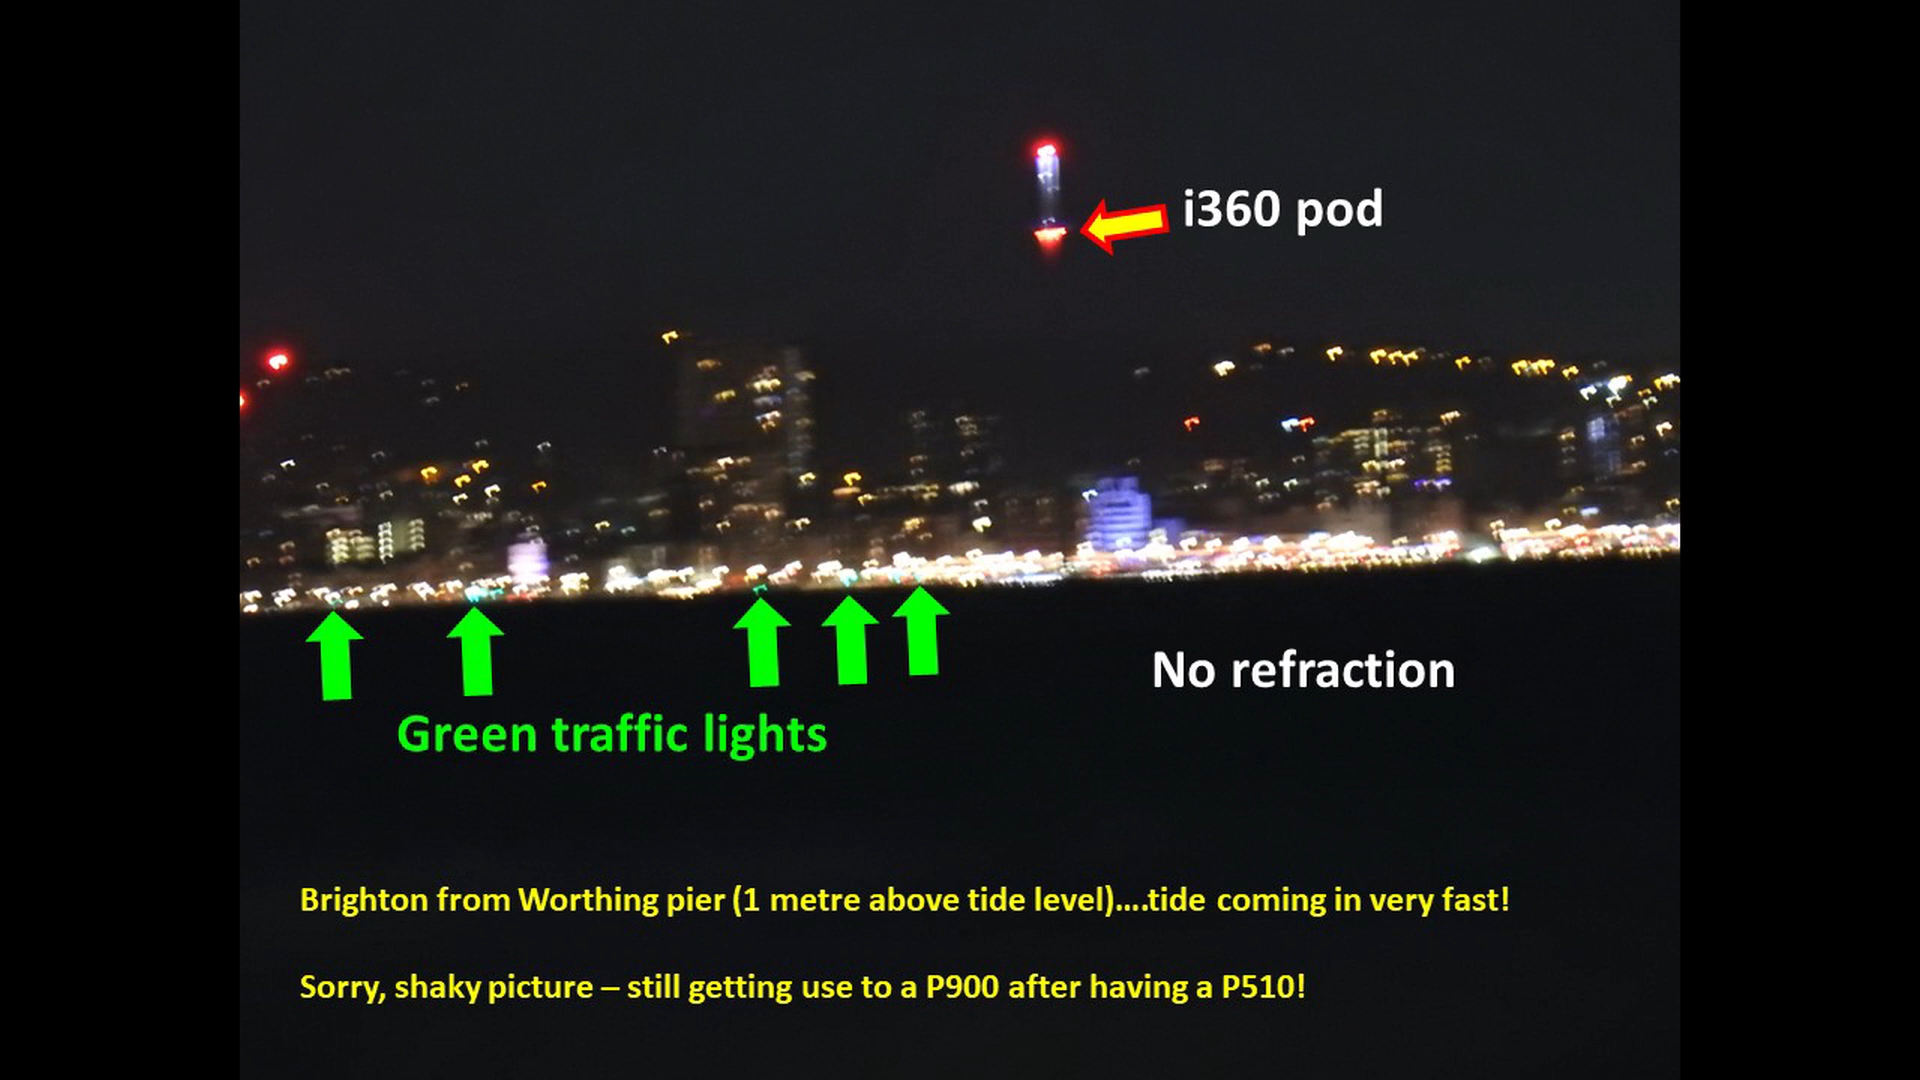 i360 pod
No refraction
Green traffic lights
Brighton from Worthing pier (1 metre above tide level)....tide coming in very fast!
Sorry, shaky picture – still getting use to a P900 after having a P510!